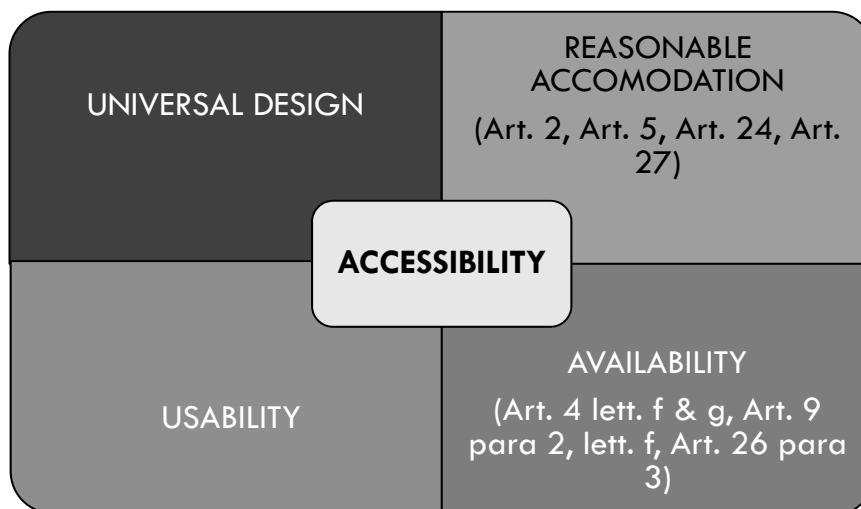 UNIVERSAL DESIGN
REASONABLE
ACCOMODATION
(Art. 2, Art. 5, Art. 24, Art.
27)
ACCESSIBILITY
USABILITY
AVAILABILITY
(Art. 4 lett. f & g, Art. 9
para 2, lett. f, Art. 26 para
3)